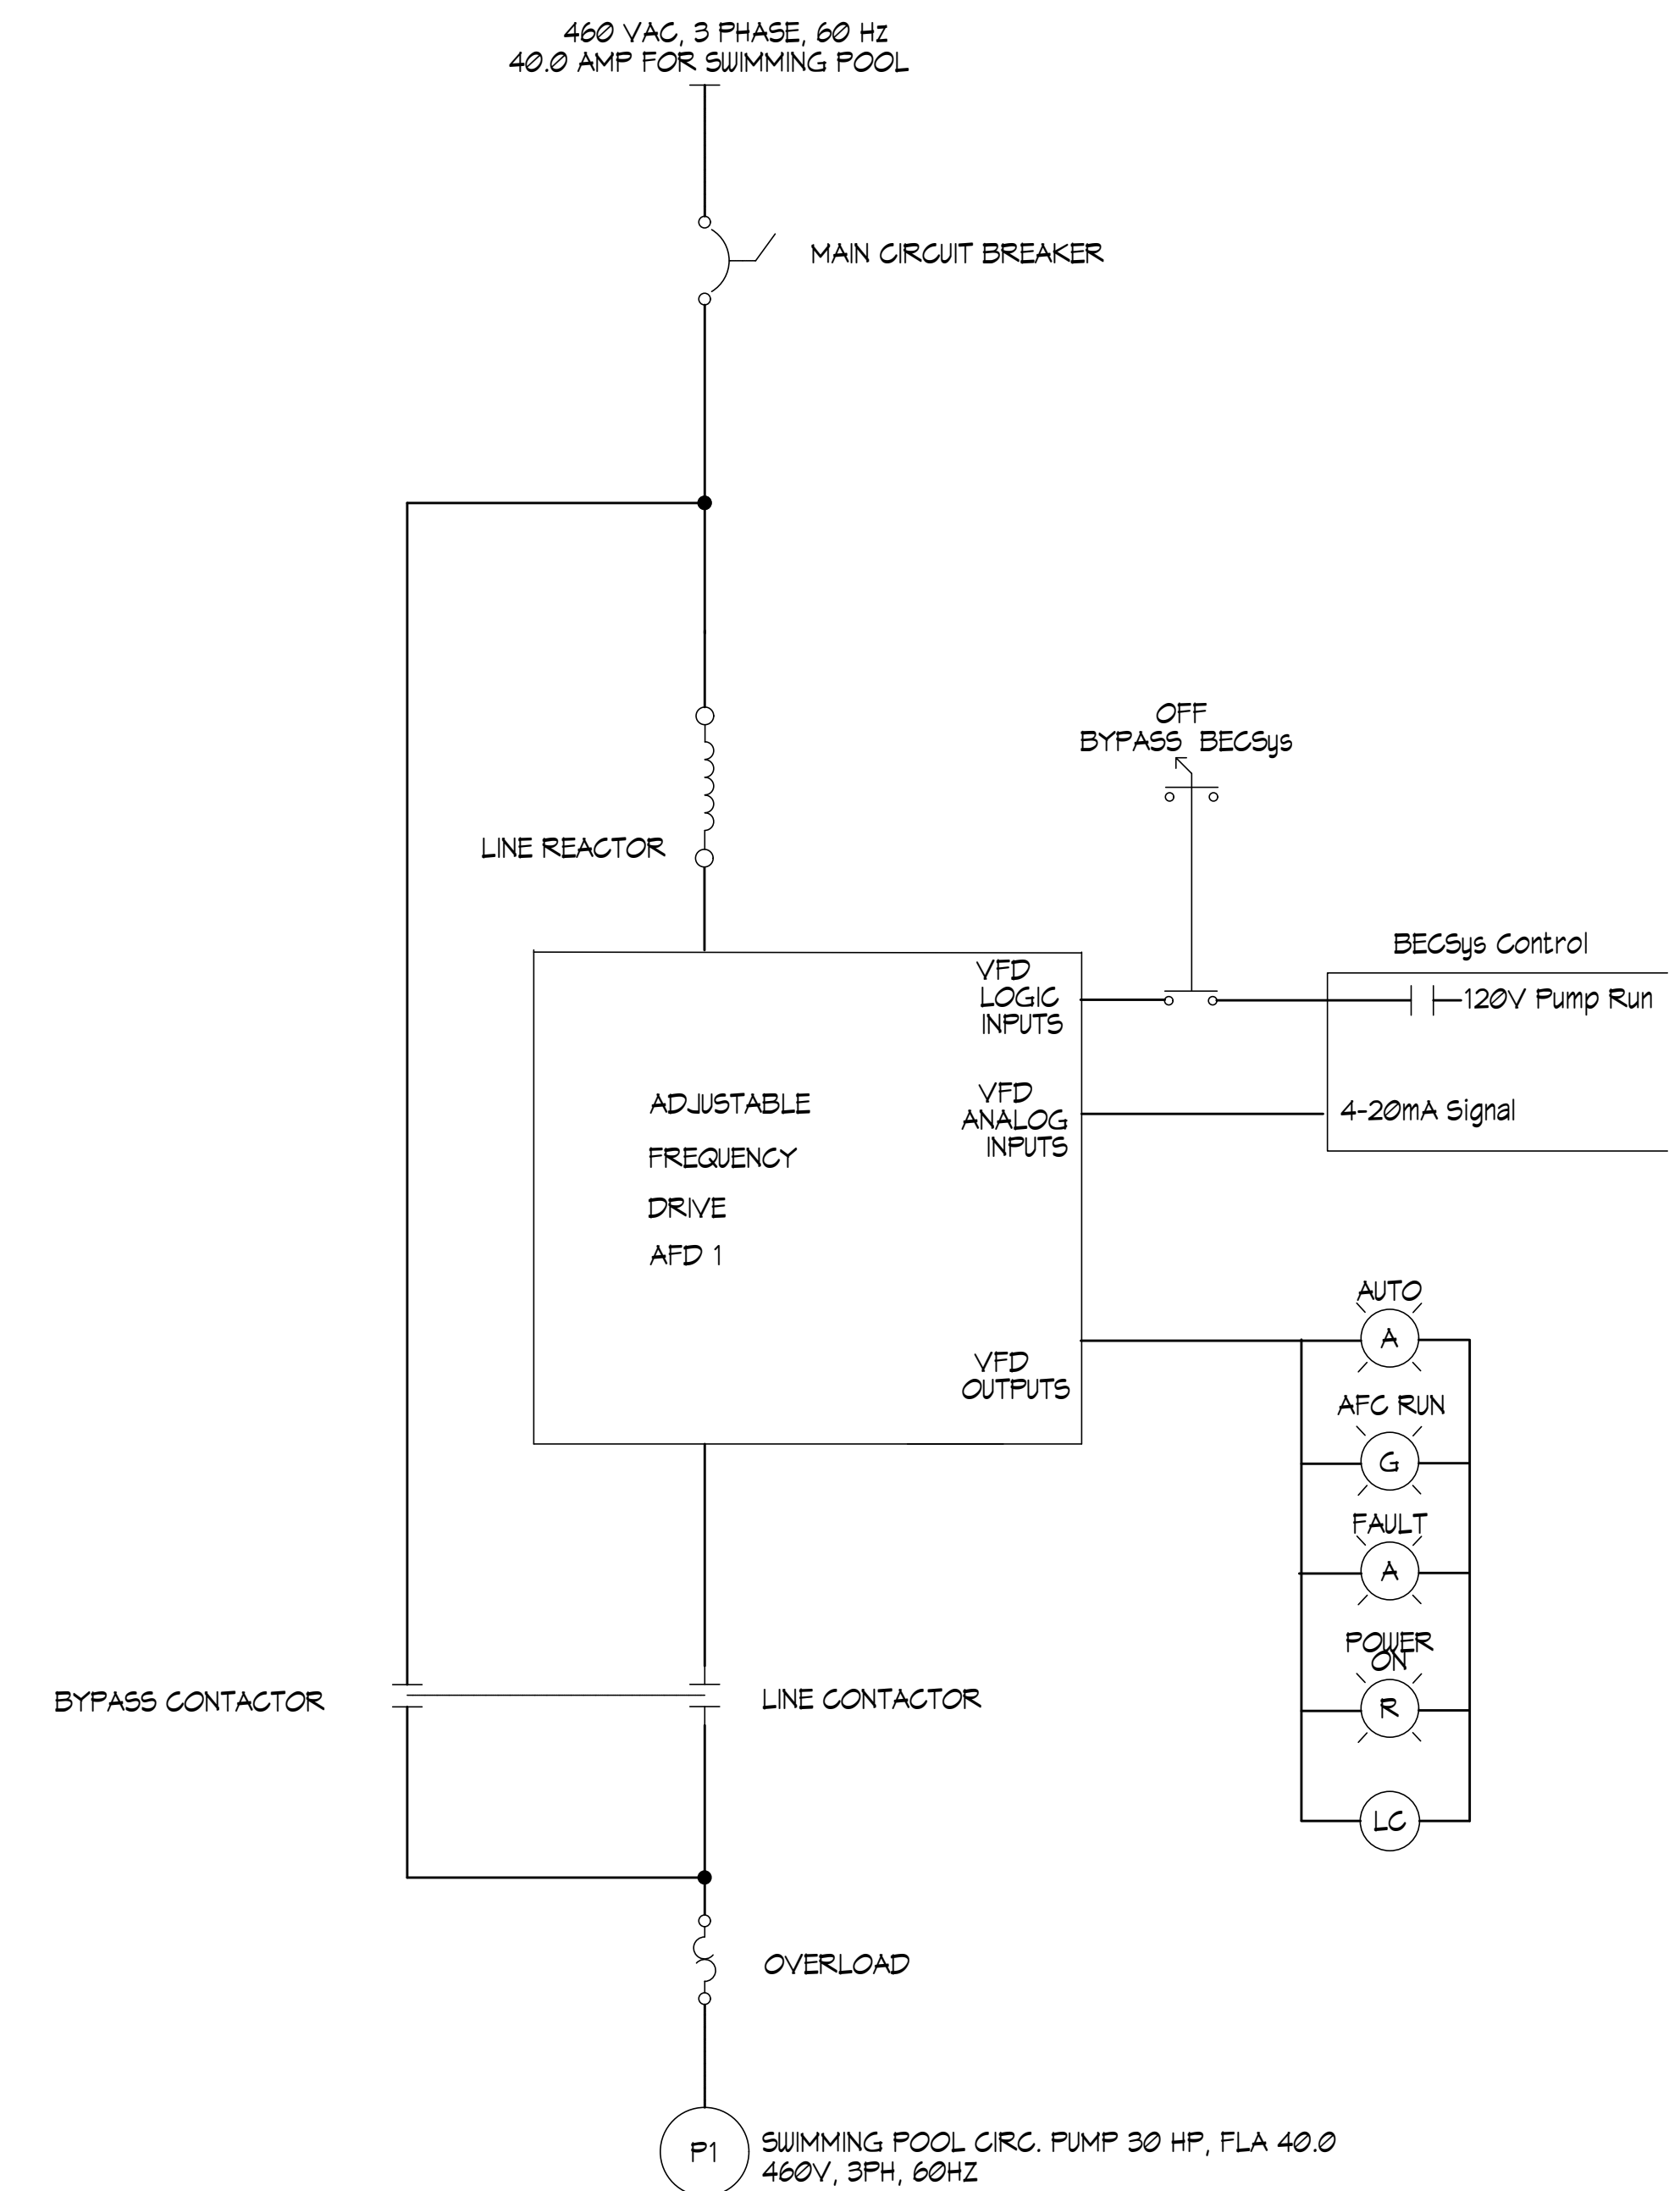 460 VAC, 3 PHASE, 60 Hz
40.0 AMP FOR SWIMMING POOL
MAIN CIRCUIT BREAKER
OFF
BYPASS BECSys
LINE REACTOR
BECSys Control
VFD
LOGIC
INPUTS
120V Pump Run
VFD
ANALOG
INPUTS
4-20mA Signal
ADJUSTABLE
FREQUENCY
DRIVE
AFD 1
VFD
OUTPUTS
AUTO
A
AFC RUN
G
FAULT
A
POWER
ON
R
LC
BYPASS CONTACTOR
LINE CONTACTOR
OVERLOAD
P1
SWIMMING POOL CIRC. PUMP 30 HP, FLA 40.0
460V, 3PH, 60HZ